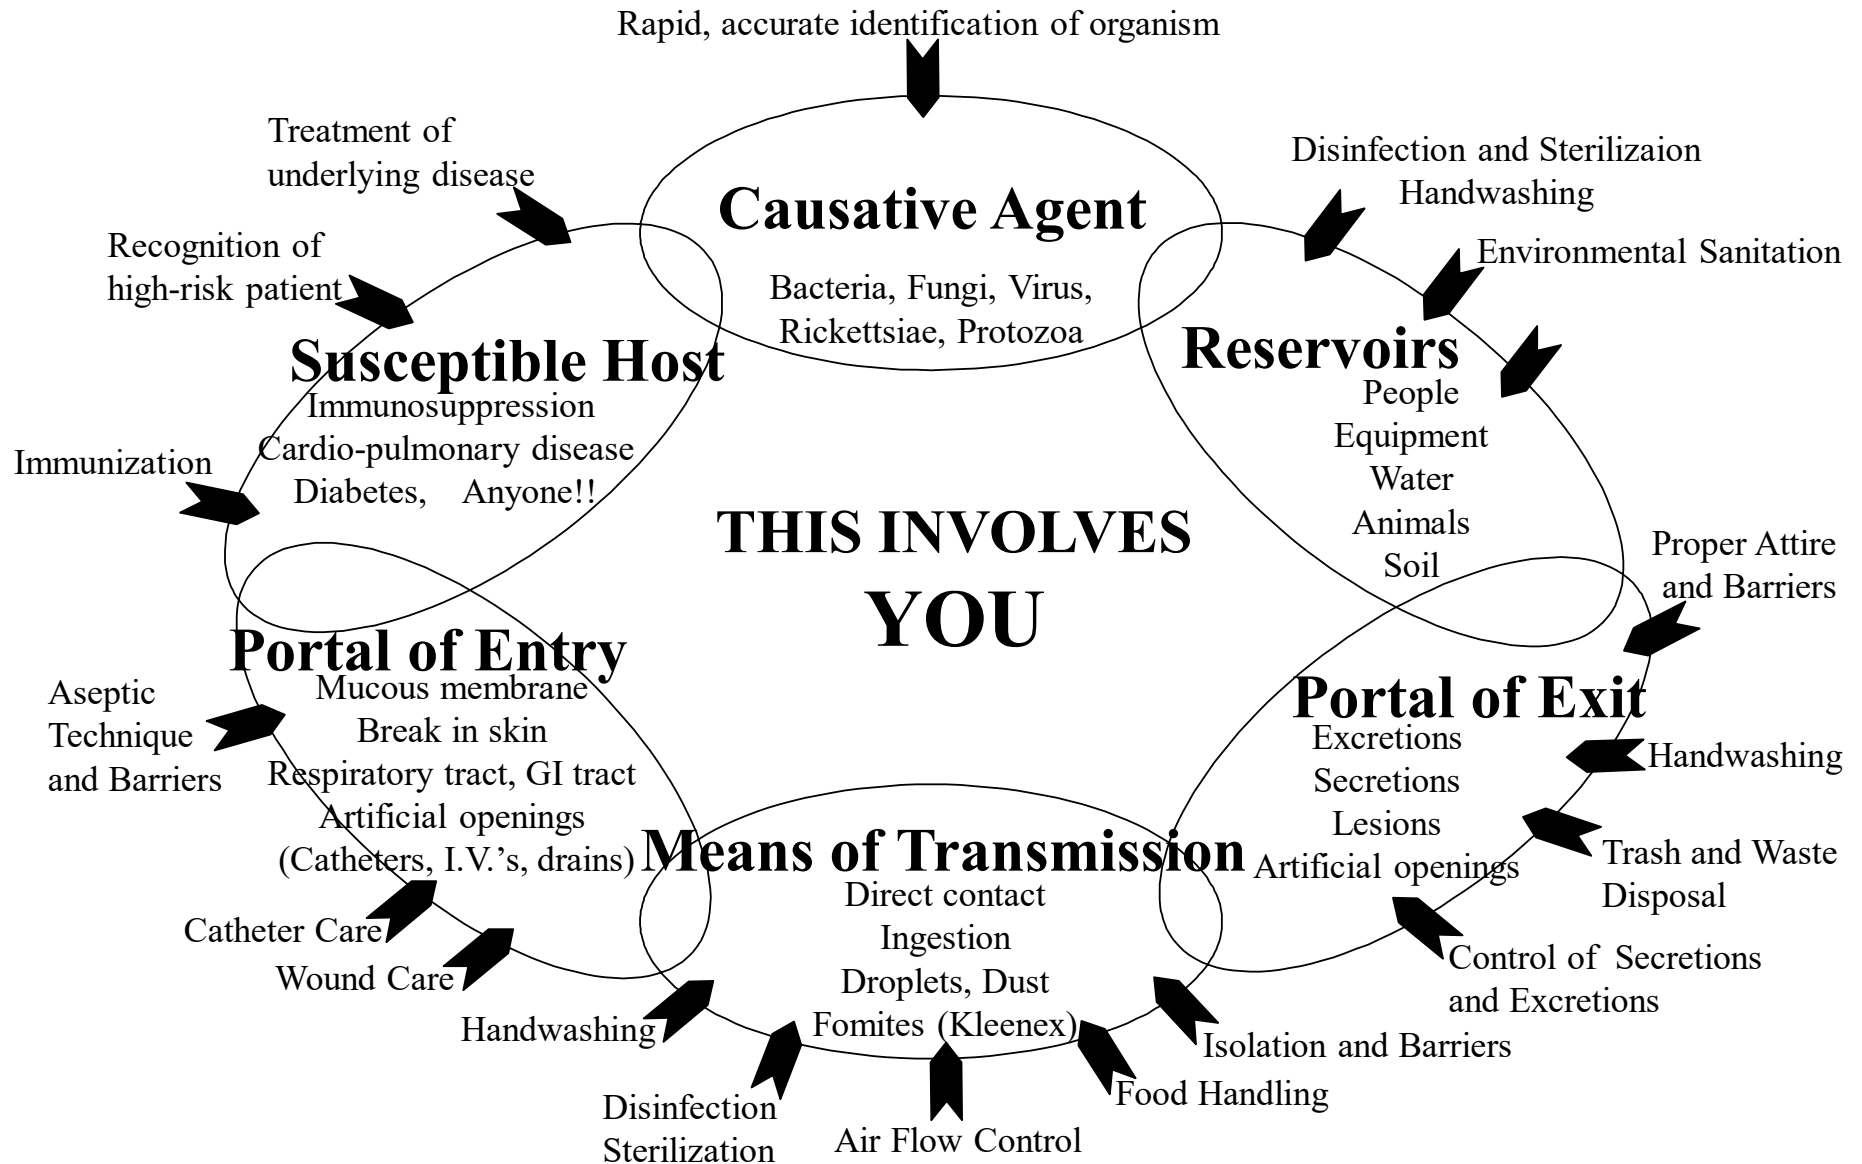 Rapid, accurate identification of organism
Causative Agent
Bacteria, Fungi, Virus,
Rickettsiae, Protozoa
Disinfection and Sterilizaion
Handwashing
Environmental Sanitation
Reservoirs
People
Equipment
Water
Animals
Soil
Proper Attire
and Barriers
Portal of Exit
Excretions
Secretions
Lesions
Artificial openings
Handwashing
Trash and Waste
Disposal
Control of Secretions
and Excretions
Means of Transmission
Direct contact
Ingestion
Droplets, Dust
Fomites (Kleenex)
Isolation and Barriers
Food Handling
Air Flow Control
Disinfection
Sterilization
Handwashing
Portal of Entry
Mucous membrane
Break in skin
Respiratory tract, GI tract
Artificial openings
(Catheters, I.V.’s, drains)
Wound Care
Catheter Care
Aseptic
Technique
and Barriers
Susceptible Host
Immunosuppression
Cardio-pulmonary disease
Diabetes, Anyone!!
Immunization
Recognition of
high-risk patient
Treatment of
underlying disease
THIS INVOLVES
YOU